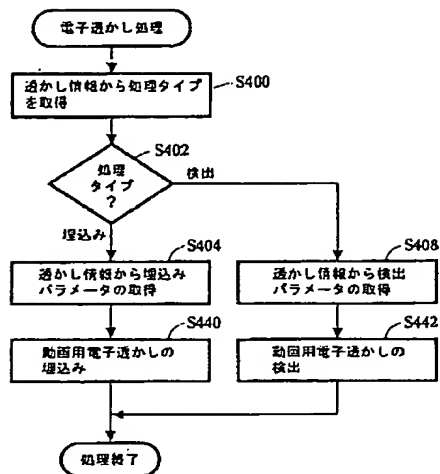 電子透かし処理
透かし情報から処理タイプ
を取得
S400
S402
処理
タイプ
?
検出
埋込み
S404
透かし情報から埋込み
パラメータの取得
S408
透かし情報から検出
パラメータの取得
S440
動画用電子透かしの
埋込み
S442
動画用電子透かしの
検出
処理終了